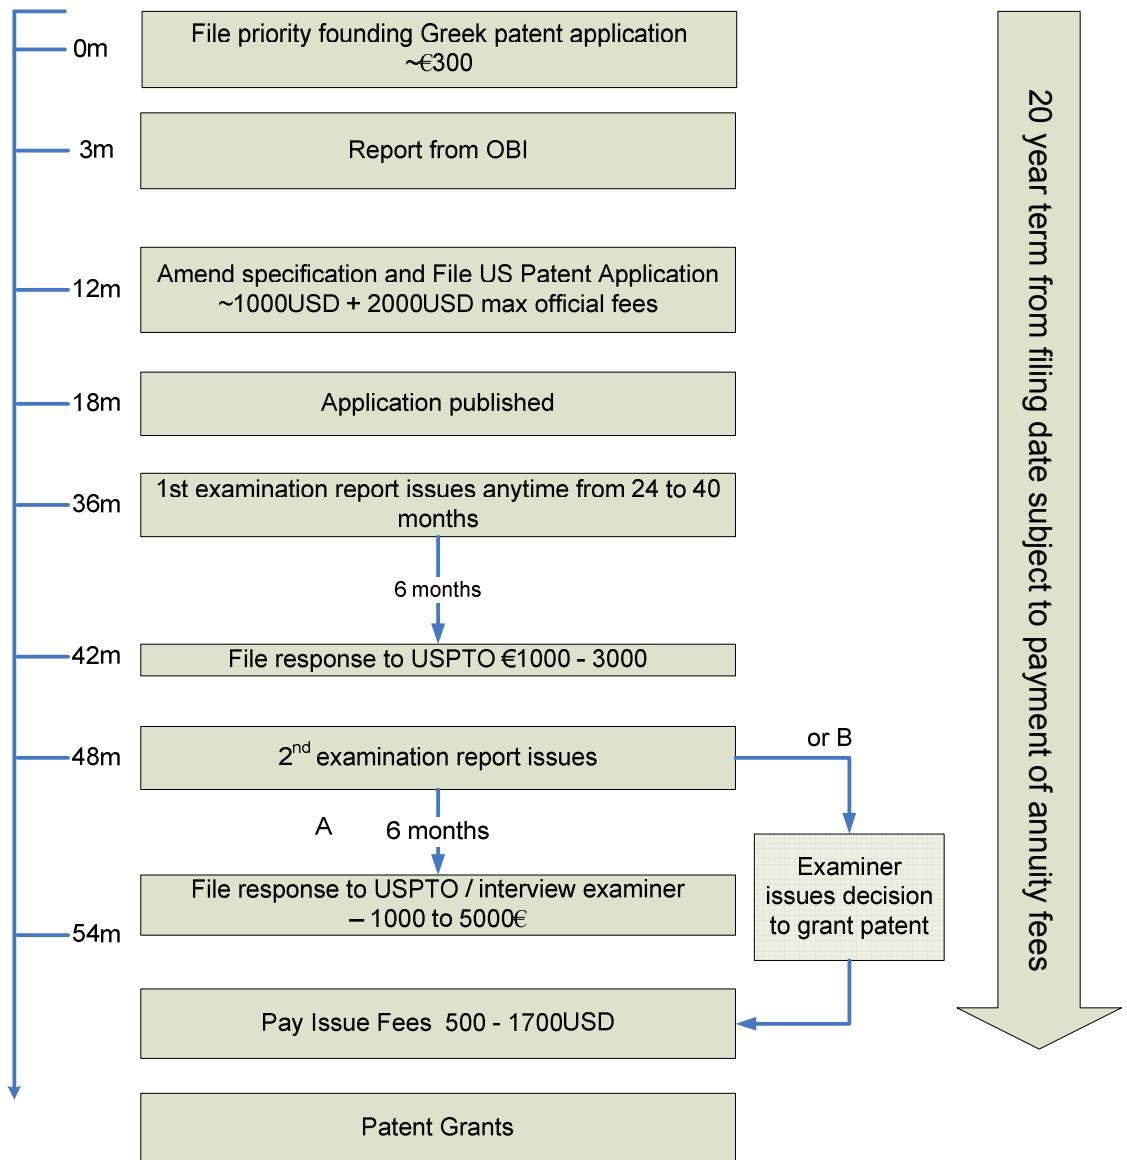 0m
File priority founding Greek patent application
~€300
3m
Report from OBI
12m
Amend specification and File US Patent Application
~1000USD + 2000USD max official fees
18m
Application published
36m
1st examination report issues anytime from 24 to 40
months
6 months
42m
File response to USPTO €1000 - 3000
48m
2nd examination report issues
or B
A
6 months
Examiner
issues decision
to grant patent
File response to USPTO / interview examiner
– 1000 to 5000€
54m
Pay Issue Fees  500 - 1700USD
Patent Grants
20 year term from filing date subject to payment of annuity fees